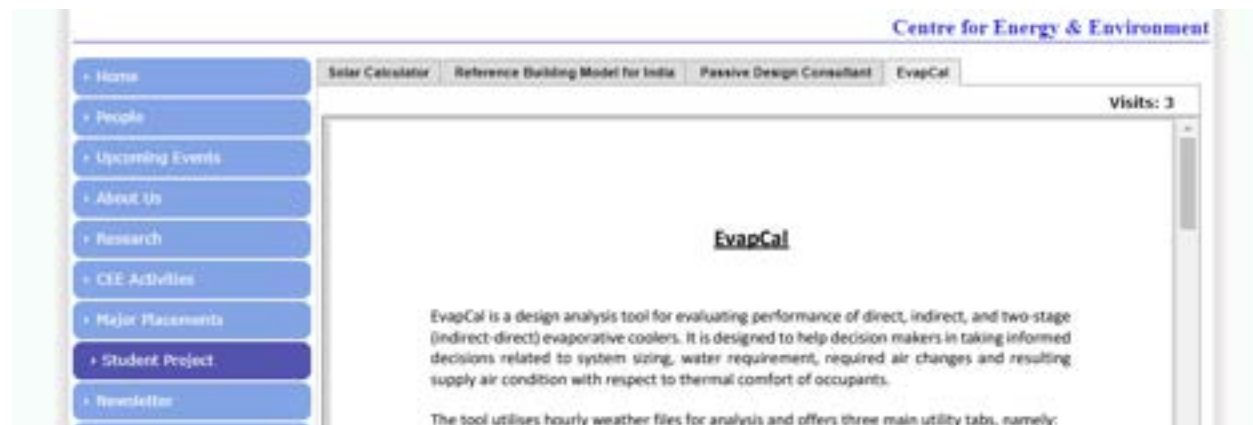 Centre for Energy & Environment
Home
People
Upcoming Events
About Us
Research
CEE Activities
Major Placements
Student Project
Newsletter
Solar Calculator Reference Building Model for India Passive Design Consultant EvapCal
Visits: 3
EvapCal
EvapCal is a design analysis tool for evaluating performance of direct, indirect, and two-stage
(indirect-direct) evaporative coolers. It is designed to help decision makers in taking informed
decisions related to system sizing, water requirement, required air changes and resulting
supply air condition with respect to thermal comfort of occupants.
The tool utilises hourly weather files for analysis and offers three main utility tabs, namely: